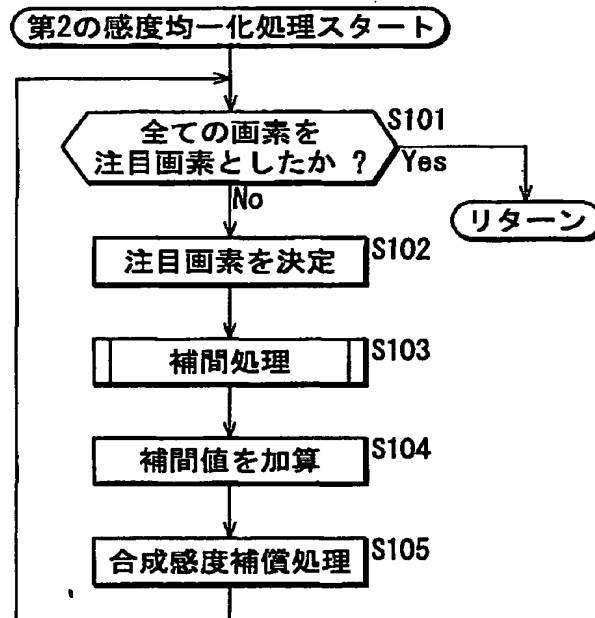 第2の感度均一化処理スタート
全ての画素を
注目画素としたか ?
S101
Yes
No
リターン
注目画素を決定
S102
補間処理
S103
補間値を加算
S104
合成感度補償処理
S105